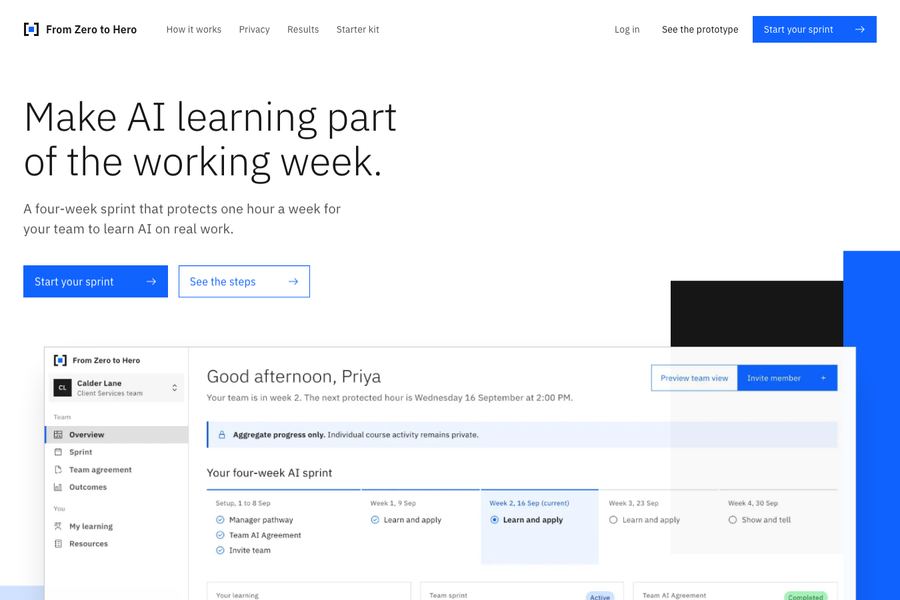 From Zero to Hero
How it works
Privacy
Results
Starter kit
Log in
See the prototype
Start your sprint
Make AI learning part
of the working week.
A four-week sprint that protects one hour a week for
your team to learn AI on real work.
Start your sprint
See the steps
From Zero to Hero
CL
Calder Lane
Client Services team
Team
Overview
Sprint
Team agreement
Outcomes
You
My learning
Resources
Good afternoon, Priya
Your team is in week 2. The next protected hour is Wednesday 16 September at 2:00 PM.
Preview team view
Invite member +
Aggregate progress only. Individual course activity remains private.
Your four-week AI sprint
Setup, 1 to 8 Sep
Manager pathway
Team AI Agreement
Invite team
Week 1, 9 Sep
Learn and apply
Week 2, 16 Sep (current)
Learn and apply
Week 3, 23 Sep
Learn and apply
Week 4, 30 Sep
Show and tell
Your learning
Team sprint
Active
Team AI Agreement
Completed